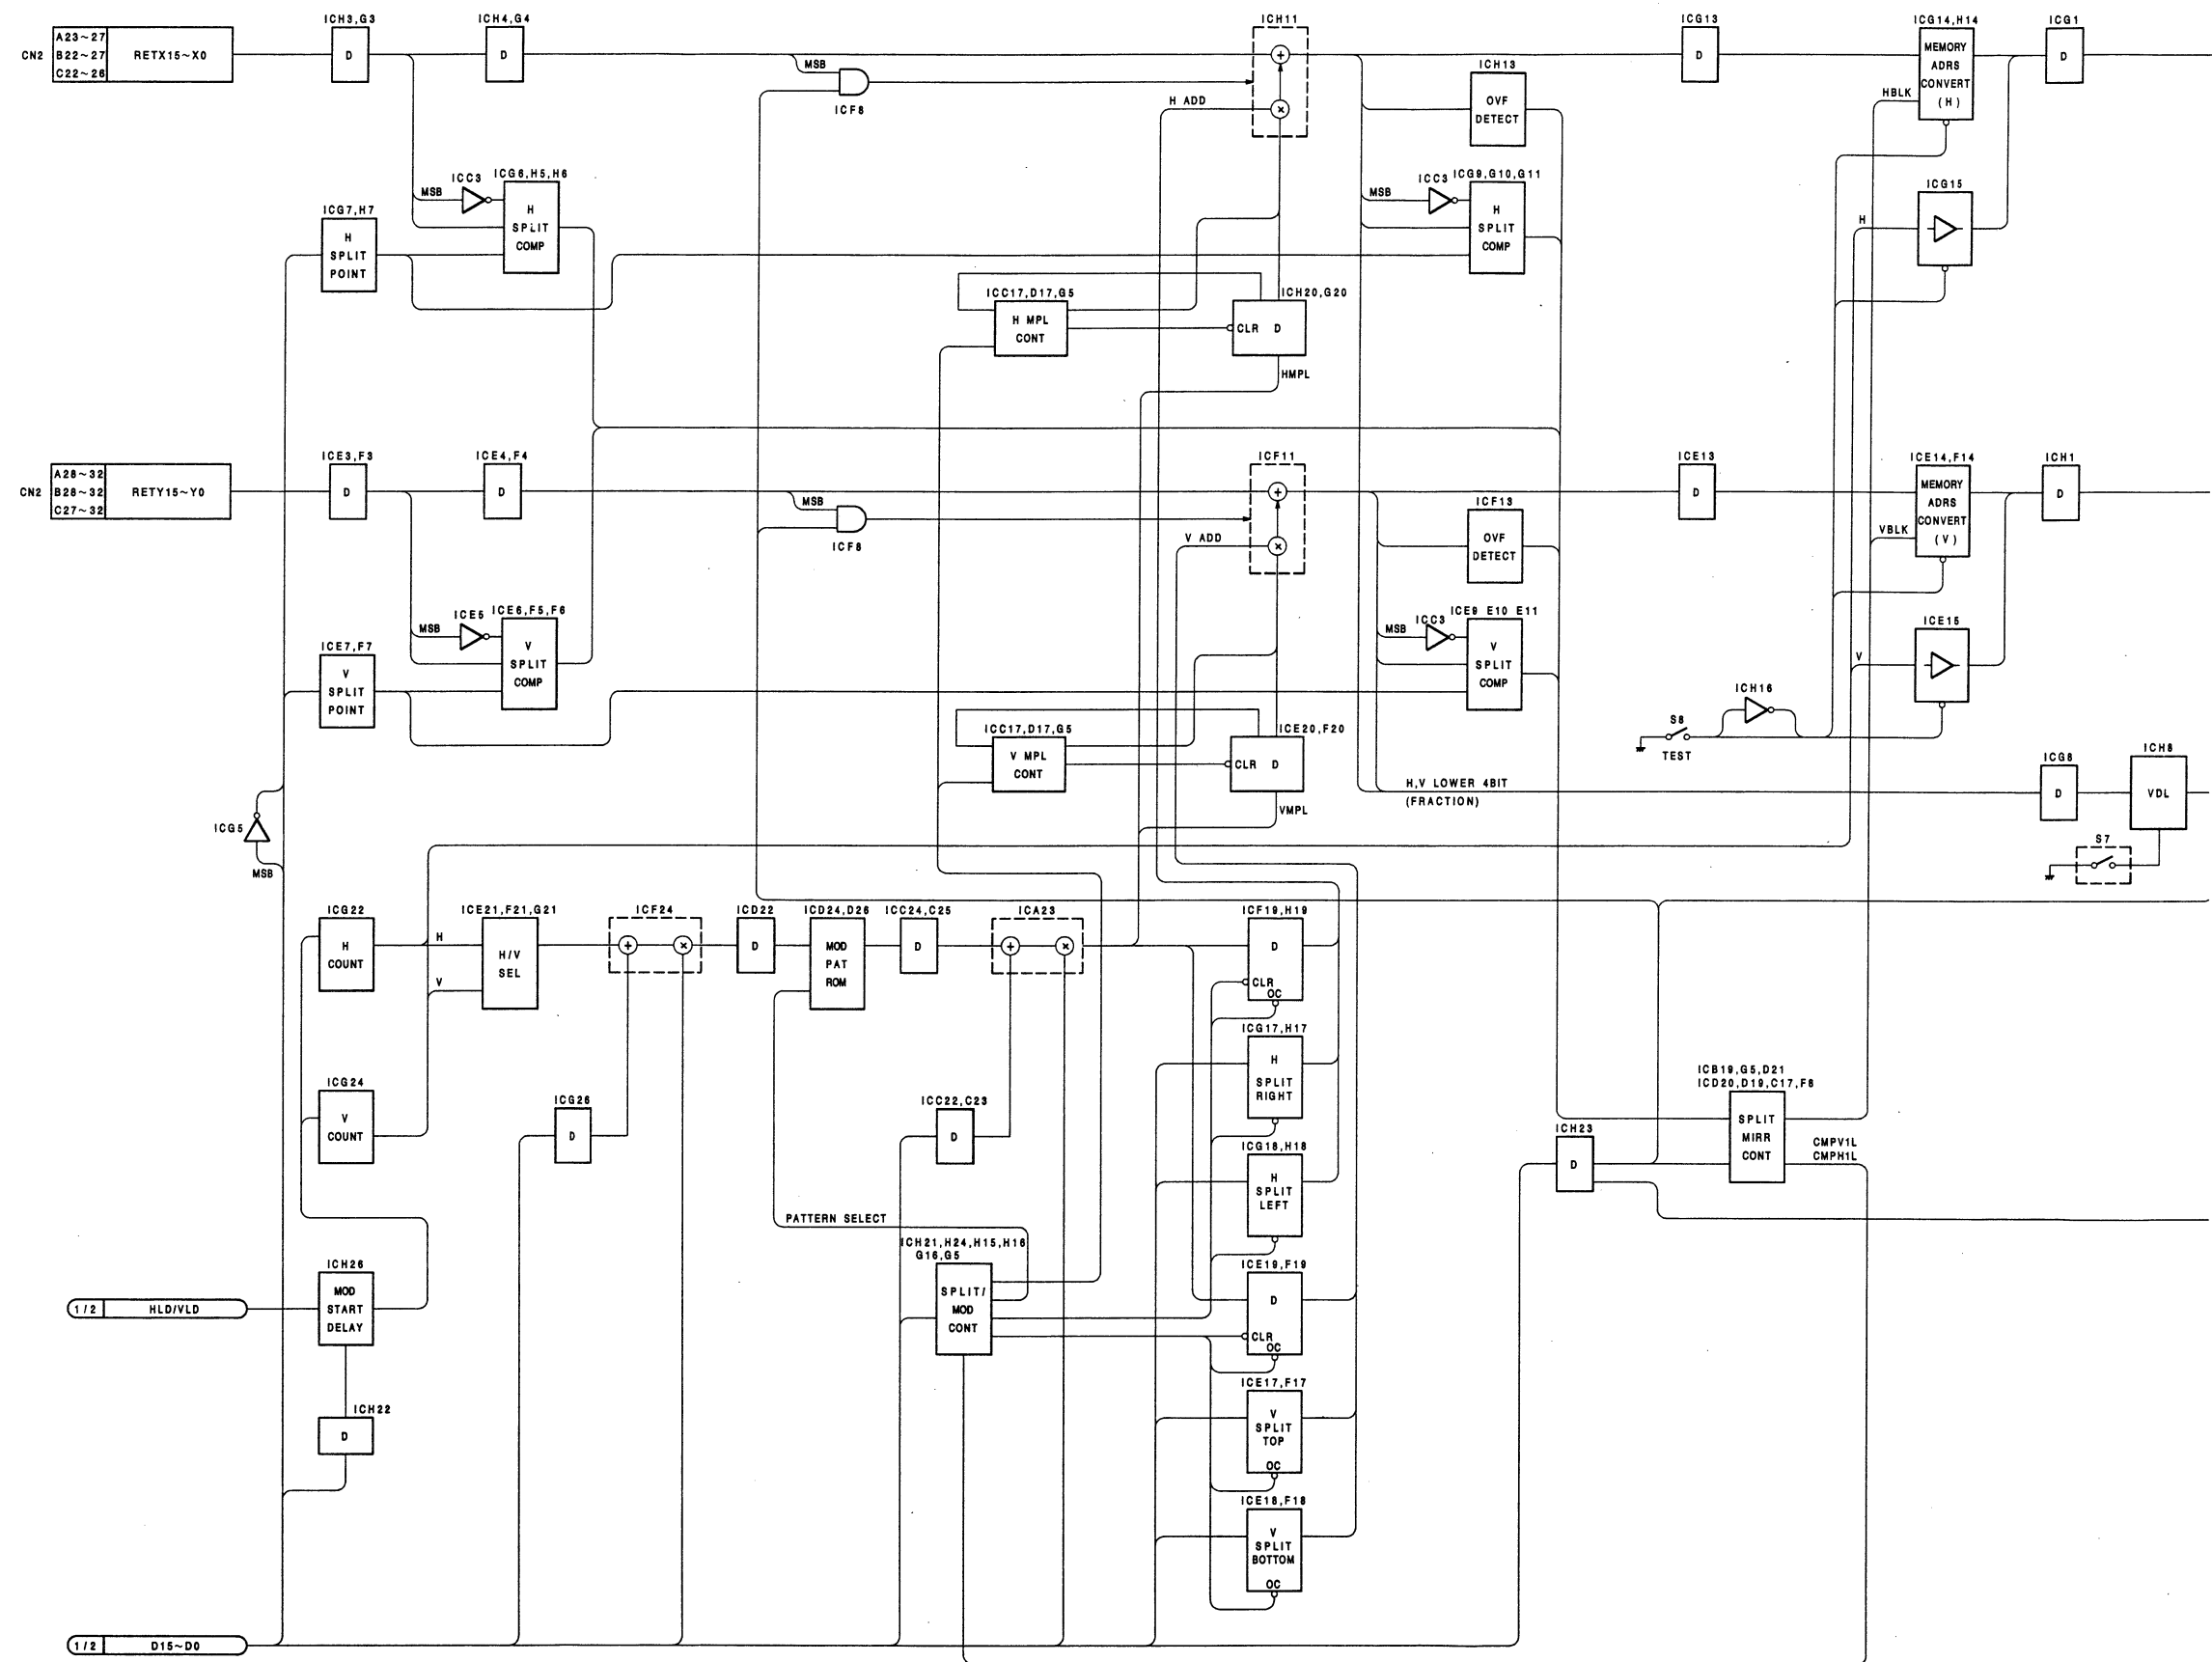 ICH3,G3
ICH4,G4
ICH11
ICG13
ICG14,H14
ICG1
CN2
A23~27
B22~27
C22~26
RETX15~X0
D
D
MSB
ICF8
+
×
H ADD
ICH13
OVF
DETECT
D
MEMORY
ADRS
CONVERT
(H)
HBLK
D
ICC3
MSB
ICG6,H5,H6
H
SPLIT
COMP
ICG7,H7
H
SPLIT
POINT
ICC3
MSB
ICG9,G10,G11
H
SPLIT
COMP
ICG15
H
ICC17,D17,G5
H MPL
CONT
ICH20,G20
CLR D
HMPL
ICE3,F3
ICE4,F4
ICF11
ICE13
ICE14,F14
ICH1
CN2
A28~32
B28~32
C27~32
RETY15~Y0
D
D
MSB
ICF8
+
×
V ADD
ICF13
OVF
DETECT
D
MEMORY
ADRS
CONVERT
(V)
VBLK
D
ICE5
MSB
ICE6,F5,F6
V
SPLIT
COMP
ICE7,F7
V
SPLIT
POINT
ICC3
MSB
ICE9 E10 E11
V
SPLIT
COMP
ICE15
V
ICH16
S8
TEST
ICC17,D17,G5
V MPL
CONT
ICE20,F20
CLR D
VMPL
H,V LOWER 4BIT
(FRACTION)
ICG8
D
ICH8
VDL
S7
ICG5
MSB
ICG22
H
COUNT
H
V
ICE21,F21,G21
H/V
SEL
ICF24
+
×
ICD22
D
ICD24,D26
MOD
PAT
ROM
ICC24,C25
D
ICA23
+
×
ICF19,H19
D
CLR
OC
ICG17,H17
H
SPLIT
RIGHT
ICG24
V
COUNT
ICG26
D
ICC22,C23
D
ICG18,H18
H
SPLIT
LEFT
ICH23
D
ICB19,G5,D21
ICD20,D19,C17,F8
SPLIT
MIRR
CONT
CMPV1L
CMPH1L
PATTERN SELECT
ICH21,H24,H15,H16
G16,G5
SPLIT/
MOD
CONT
ICE19,F19
D
CLR
OC
ICH26
MOD
START
DELAY
1/2 HLD/VLD
ICE17,F17
V
SPLIT
TOP
OC
ICH22
D
ICE18,F18
V
SPLIT
BOTTOM
OC
1/2 D15~D0